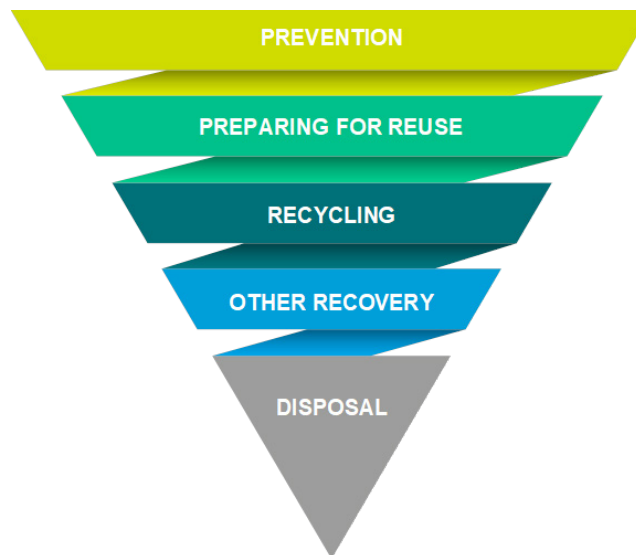 PREVENTION
PREPARING FOR REUSE
RECYCLING
OTHER RECOVERY
DISPOSAL